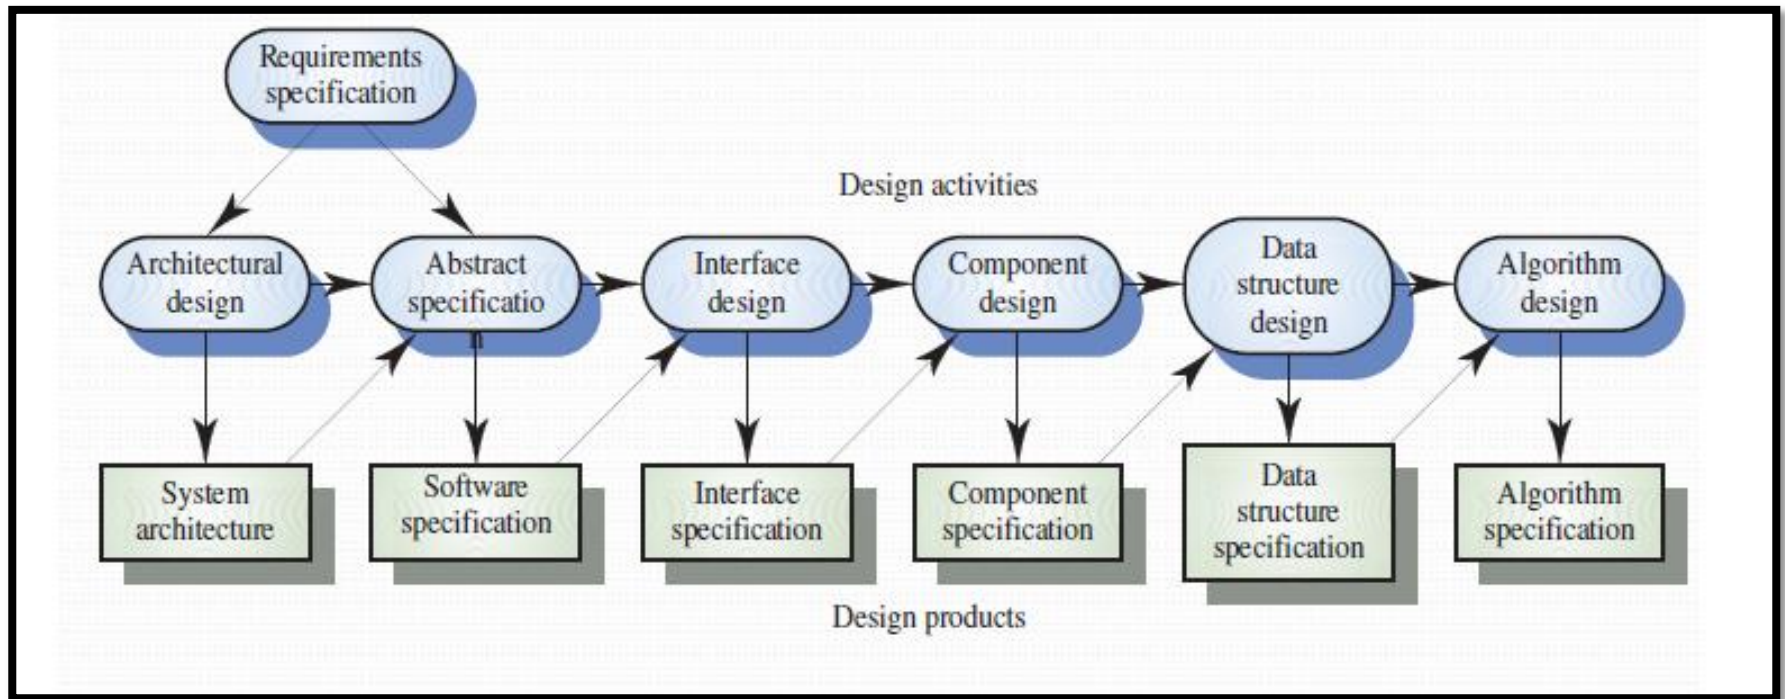 Requirements
specification
Design activities
Architectural
design
Abstract
specificatio
n
Interface
design
Component
design
Data
structure
design
Algorithm
design
System
architecture
Software
specification
Interface
specification
Component
specification
Data
structure
specification
Algorithm
specification
Design products